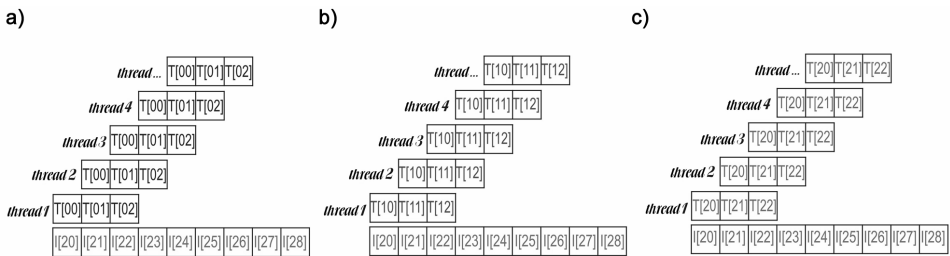 a)
thread... T[00] T[01] T[02]
thread 4 T[00] T[01] T[02]
thread 3 T[00] T[01] T[02]
thread 2 T[00] T[01] T[02]
thread 1 T[00] T[01] T[02]
I[20] I[21] I[22] I[23] I[24] I[25] I[26] I[27] I[28]
b)
thread... T[10] T[11] T[12]
thread 4 T[10] T[11] T[12]
thread 3 T[10] T[11] T[12]
thread 2 T[10] T[11] T[12]
thread 1 T[10] T[11] T[12]
I[20] I[21] I[22] I[23] I[24] I[25] I[26] I[27] I[28]
c)
thread... T[20] T[21] T[22]
thread 4 T[20] T[21] T[22]
thread 3 T[20] T[21] T[22]
thread 2 T[20] T[21] T[22]
thread 1 T[20] T[21] T[22]
I[20] I[21] I[22] I[23] I[24] I[25] I[26] I[27] I[28]